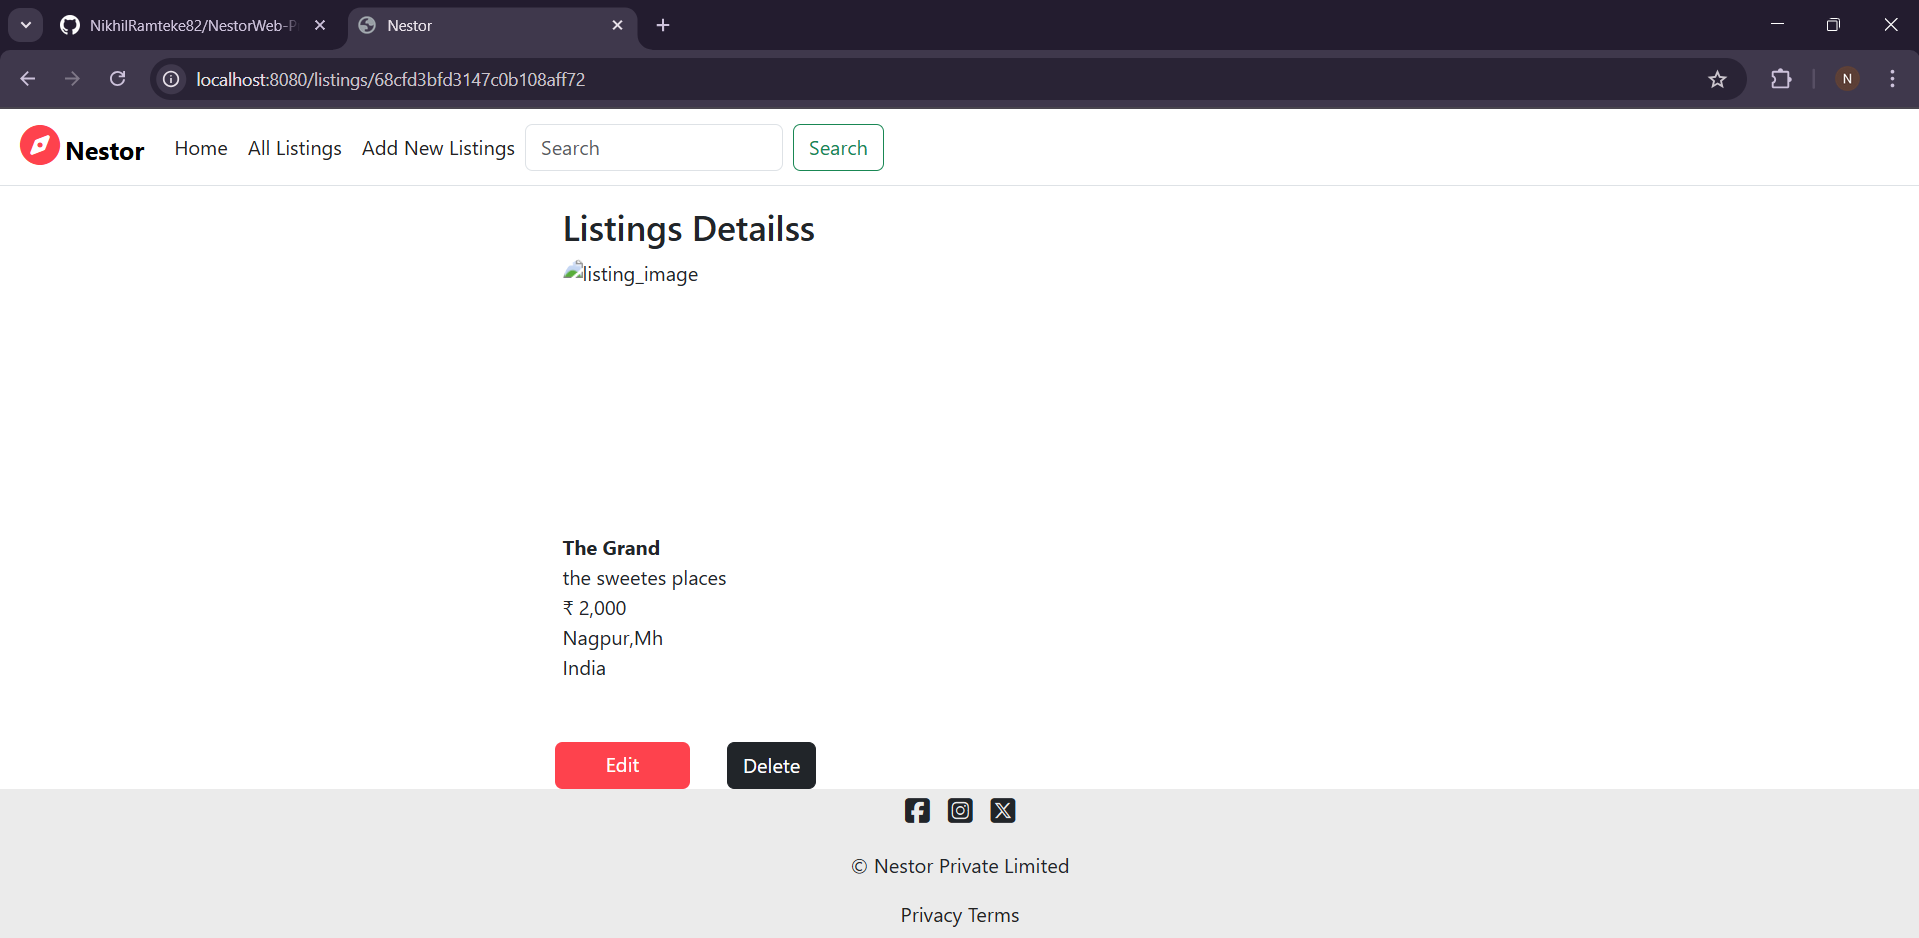 NikhilRamteke82/NestorWeb-P
Nestor
localhost:8080/listings/68cfd3bfd3147c0b108aff72
N
Nestor Home All Listings Add New Listings Search Search
Listings Detailss
listing_image
The Grand
the sweetes places
₹ 2,000
Nagpur,Mh
India
Edit Delete
© Nestor Private Limited
Privacy Terms